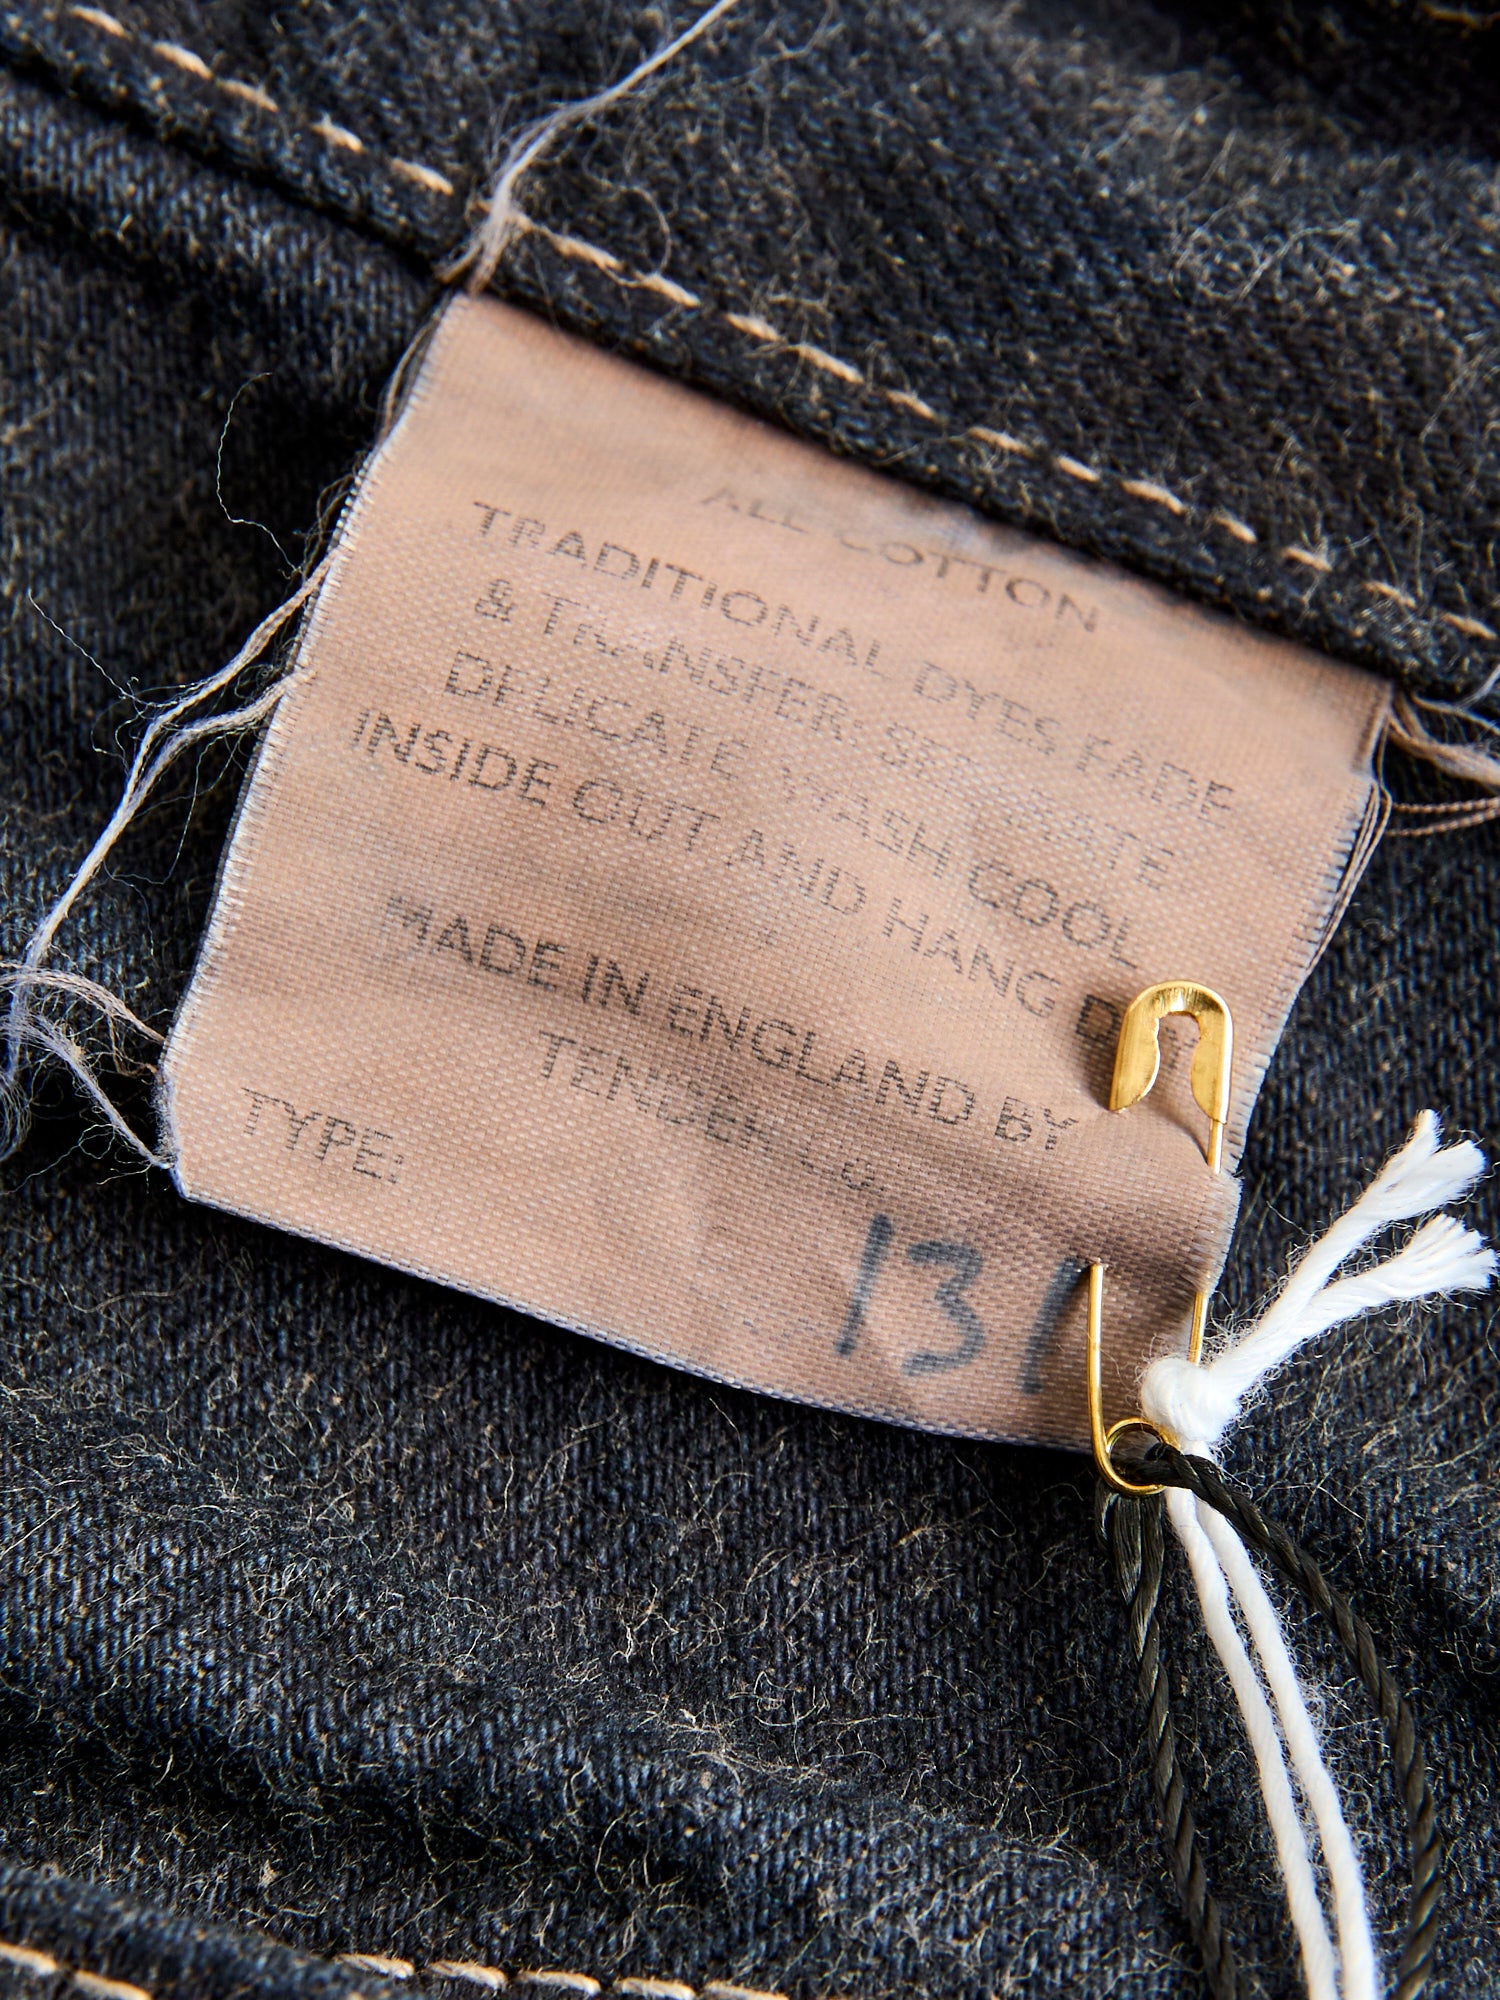 ALL COTTON
TRADITIONAL DYES FADE
& TRANSFER: SEPARATE
DELICATE WASH COOL
INSIDE OUT AND HANG
MADE IN ENGLAND BY
TENDER Co.
TYPE:
131